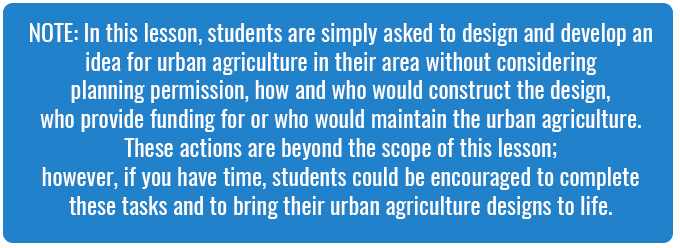 NOTE: In this lesson, students are simply asked to design and develop an
idea for urban agriculture in their area without considering
planning permission, how and who would construct the design,
who provide funding for or who would maintain the urban agriculture.
These actions are beyond the scope of this lesson;
however, if you have time, students could be encouraged to complete
these tasks and to bring their urban agriculture designs to life.